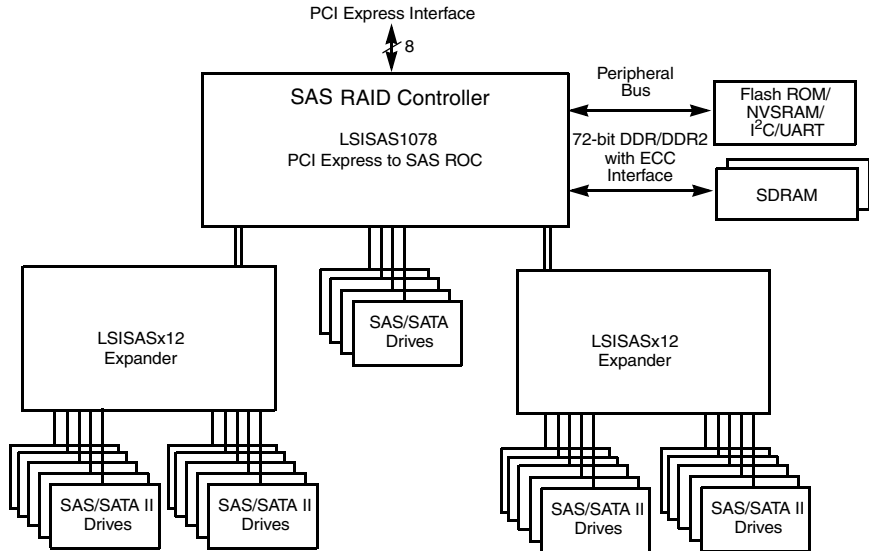 PCI Express Interface
8
SAS RAID Controller
LSISAS1078
PCI Express to SAS ROC
Peripheral
Bus
Flash ROM/
NVSRAM/
I²C/UART
72-bit DDR/DDR2
with ECC
Interface
SDRAM
LSISASx12
Expander
SAS/SATA
Drives
LSISASx12
Expander
SAS/SATA II
Drives
SAS/SATA II
Drives
SAS/SATA II
Drives
SAS/SATA II
Drives